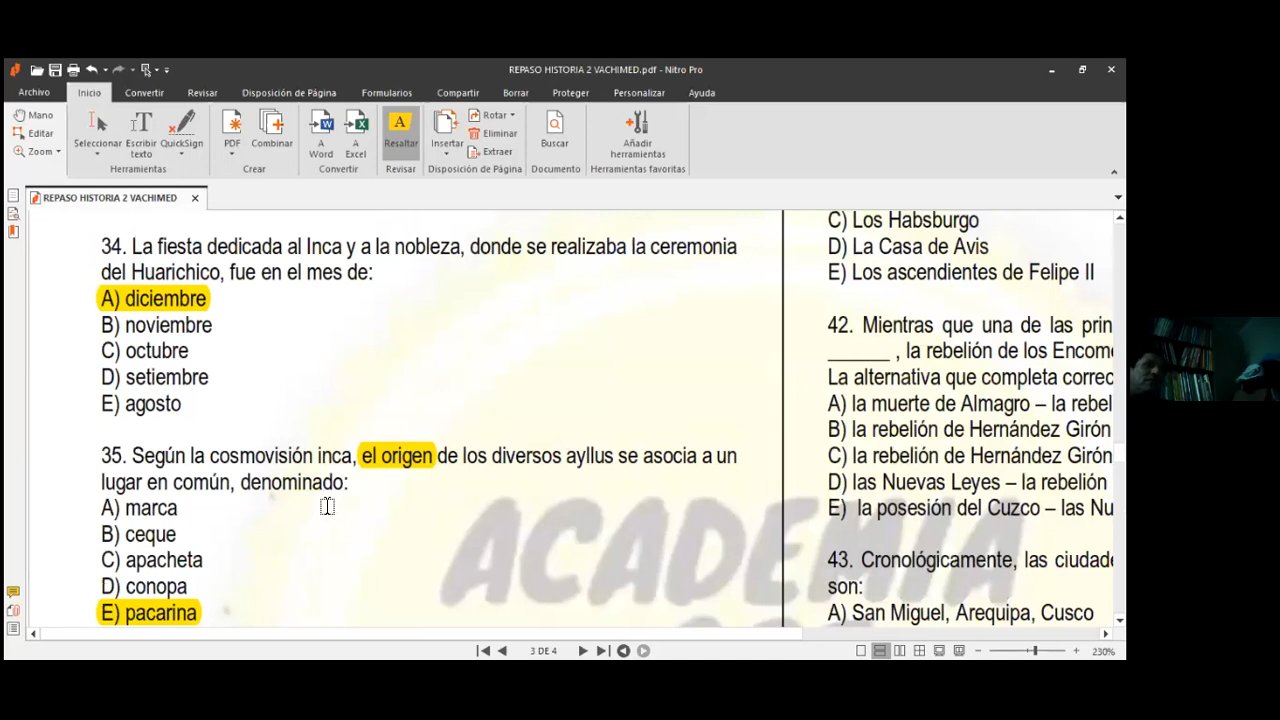 REPASO HISTORIA 2 VACHIMED.pdf - Nitro Pro
Archivo Inicio Convertir Revisar Disposición de Página Formularios Compartir Borrar Proteger Personalizar Ayuda
Mano
Editar
Zoom
Seleccionar
Escribir texto
QuickSign
Herramientas
PDF
Combinar
Crear
A Word
A Excel
Convertir
Resaltar
Revisar
Insertar
Rotar
Eliminar
Extraer
Disposición de Página
Buscar
Documento
Añadir herramientas
Herramientas favoritas
REPASO HISTORIA 2 VACHIMED
34. La fiesta dedicada al Inca y a la nobleza, donde se realizaba la ceremonia
del Huarichico, fue en el mes de:
A) diciembre
B) noviembre
C) octubre
D) setiembre
E) agosto
35. Según la cosmovisión inca, el origen de los diversos ayllus se asocia a un
lugar en común, denominado:
A) marca
B) ceque
C) apacheta
D) conopa
E) pacarina
C) Los Habsburgo
D) La Casa de Avis
E) Los ascendientes de Felipe II
42. Mientras que una de las prin
______ , la rebelión de los Encome
La alternativa que completa correc
A) la muerte de Almagro – la rebel
B) la rebelión de Hernández Girón
C) la rebelión de Hernández Girón
D) las Nuevas Leyes – la rebelión
E) la posesión del Cuzco – las Nu
43. Cronológicamente, las ciudade
son:
A) San Miguel, Arequipa, Cusco
ACADEMIA
3 DE 4
230%